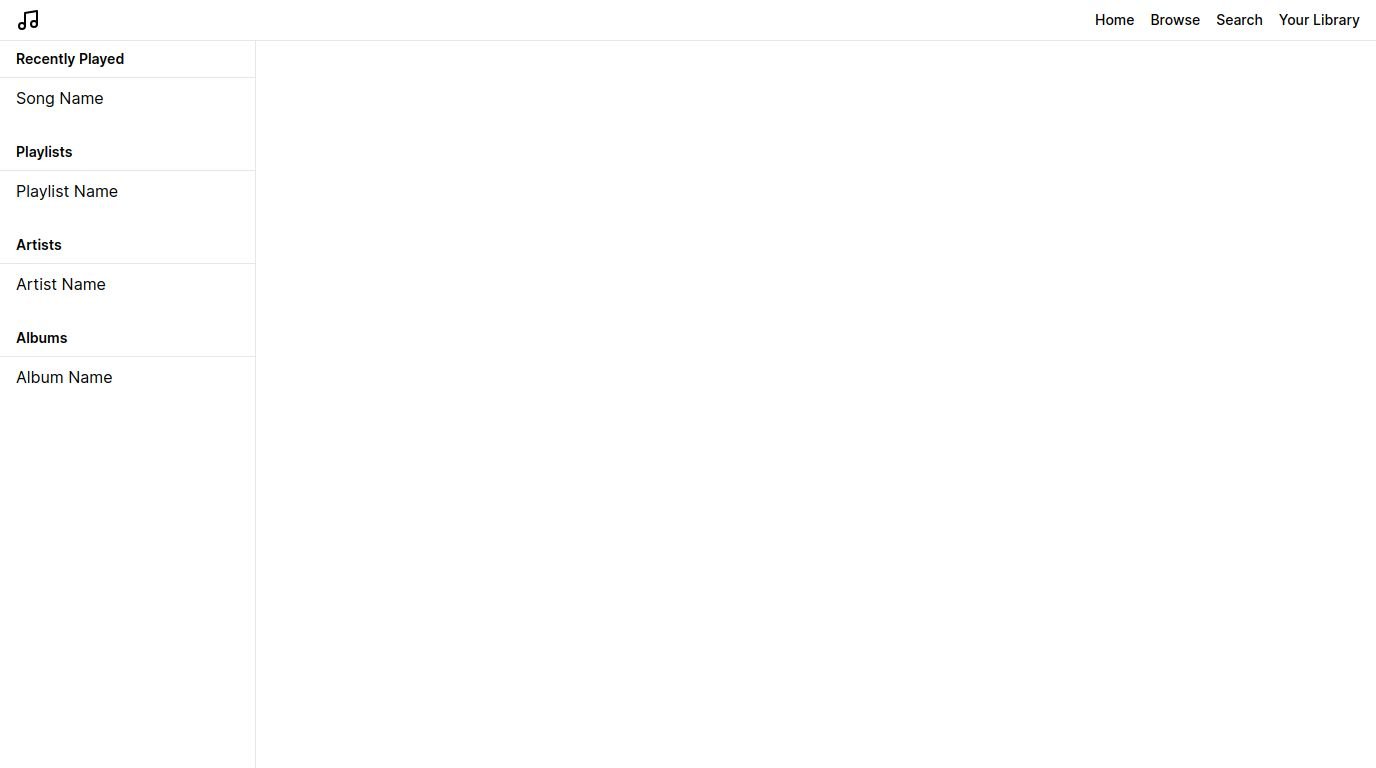 Home Browse Search Your Library
Recently Played
Song Name
Playlists
Playlist Name
Artists
Artist Name
Albums
Album Name